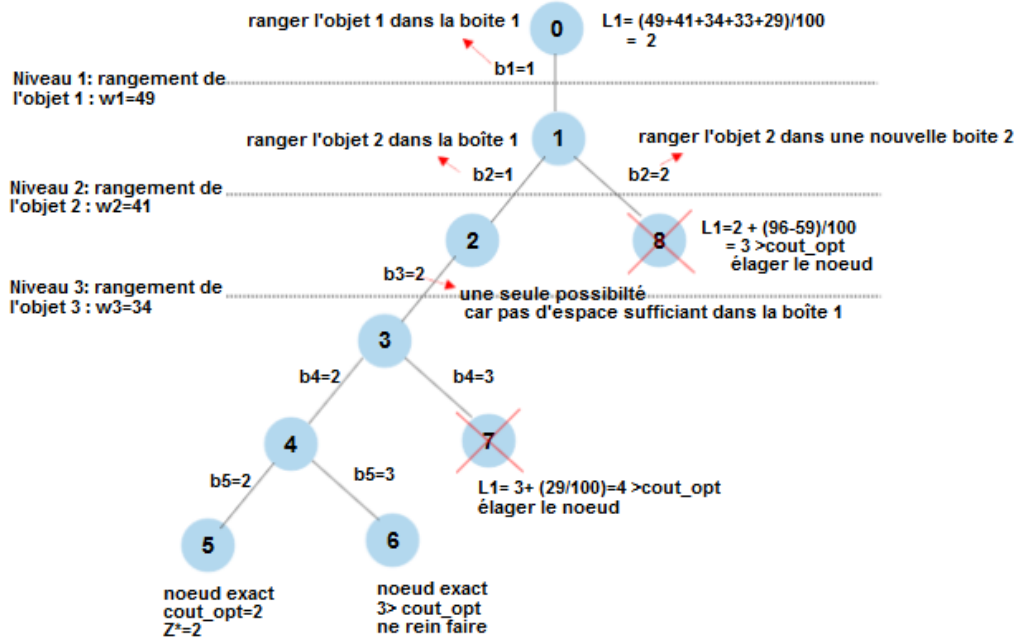 ranger l'objet 1 dans la boite 1
0
L1= (49+41+34+33+29)/100
= 2
b1=1
Niveau 1: rangement de
l'objet 1 : w1=49
ranger l'objet 2 dans la boîte 1
1
ranger l'objet 2 dans une nouvelle boite 2
b2=1
b2=2
Niveau 2: rangement de
l'objet 2 : w2=41
2
8
L1=2 + (96-59)/100
= 3 >cout_opt
élager le noeud
b3=2
Niveau 3: rangement de
l'objet 3 : w3=34
une seule possibilté
car pas d'espace sufficiant dans la boîte 1
3
b4=2
b4=3
4
7
b5=2
b5=3
L1= 3+ (29/100)=4 >cout_opt
élager le noeud
5
6
noeud exact
cout_opt=2
Z*=2
noeud exact
3> cout_opt
ne rein faire